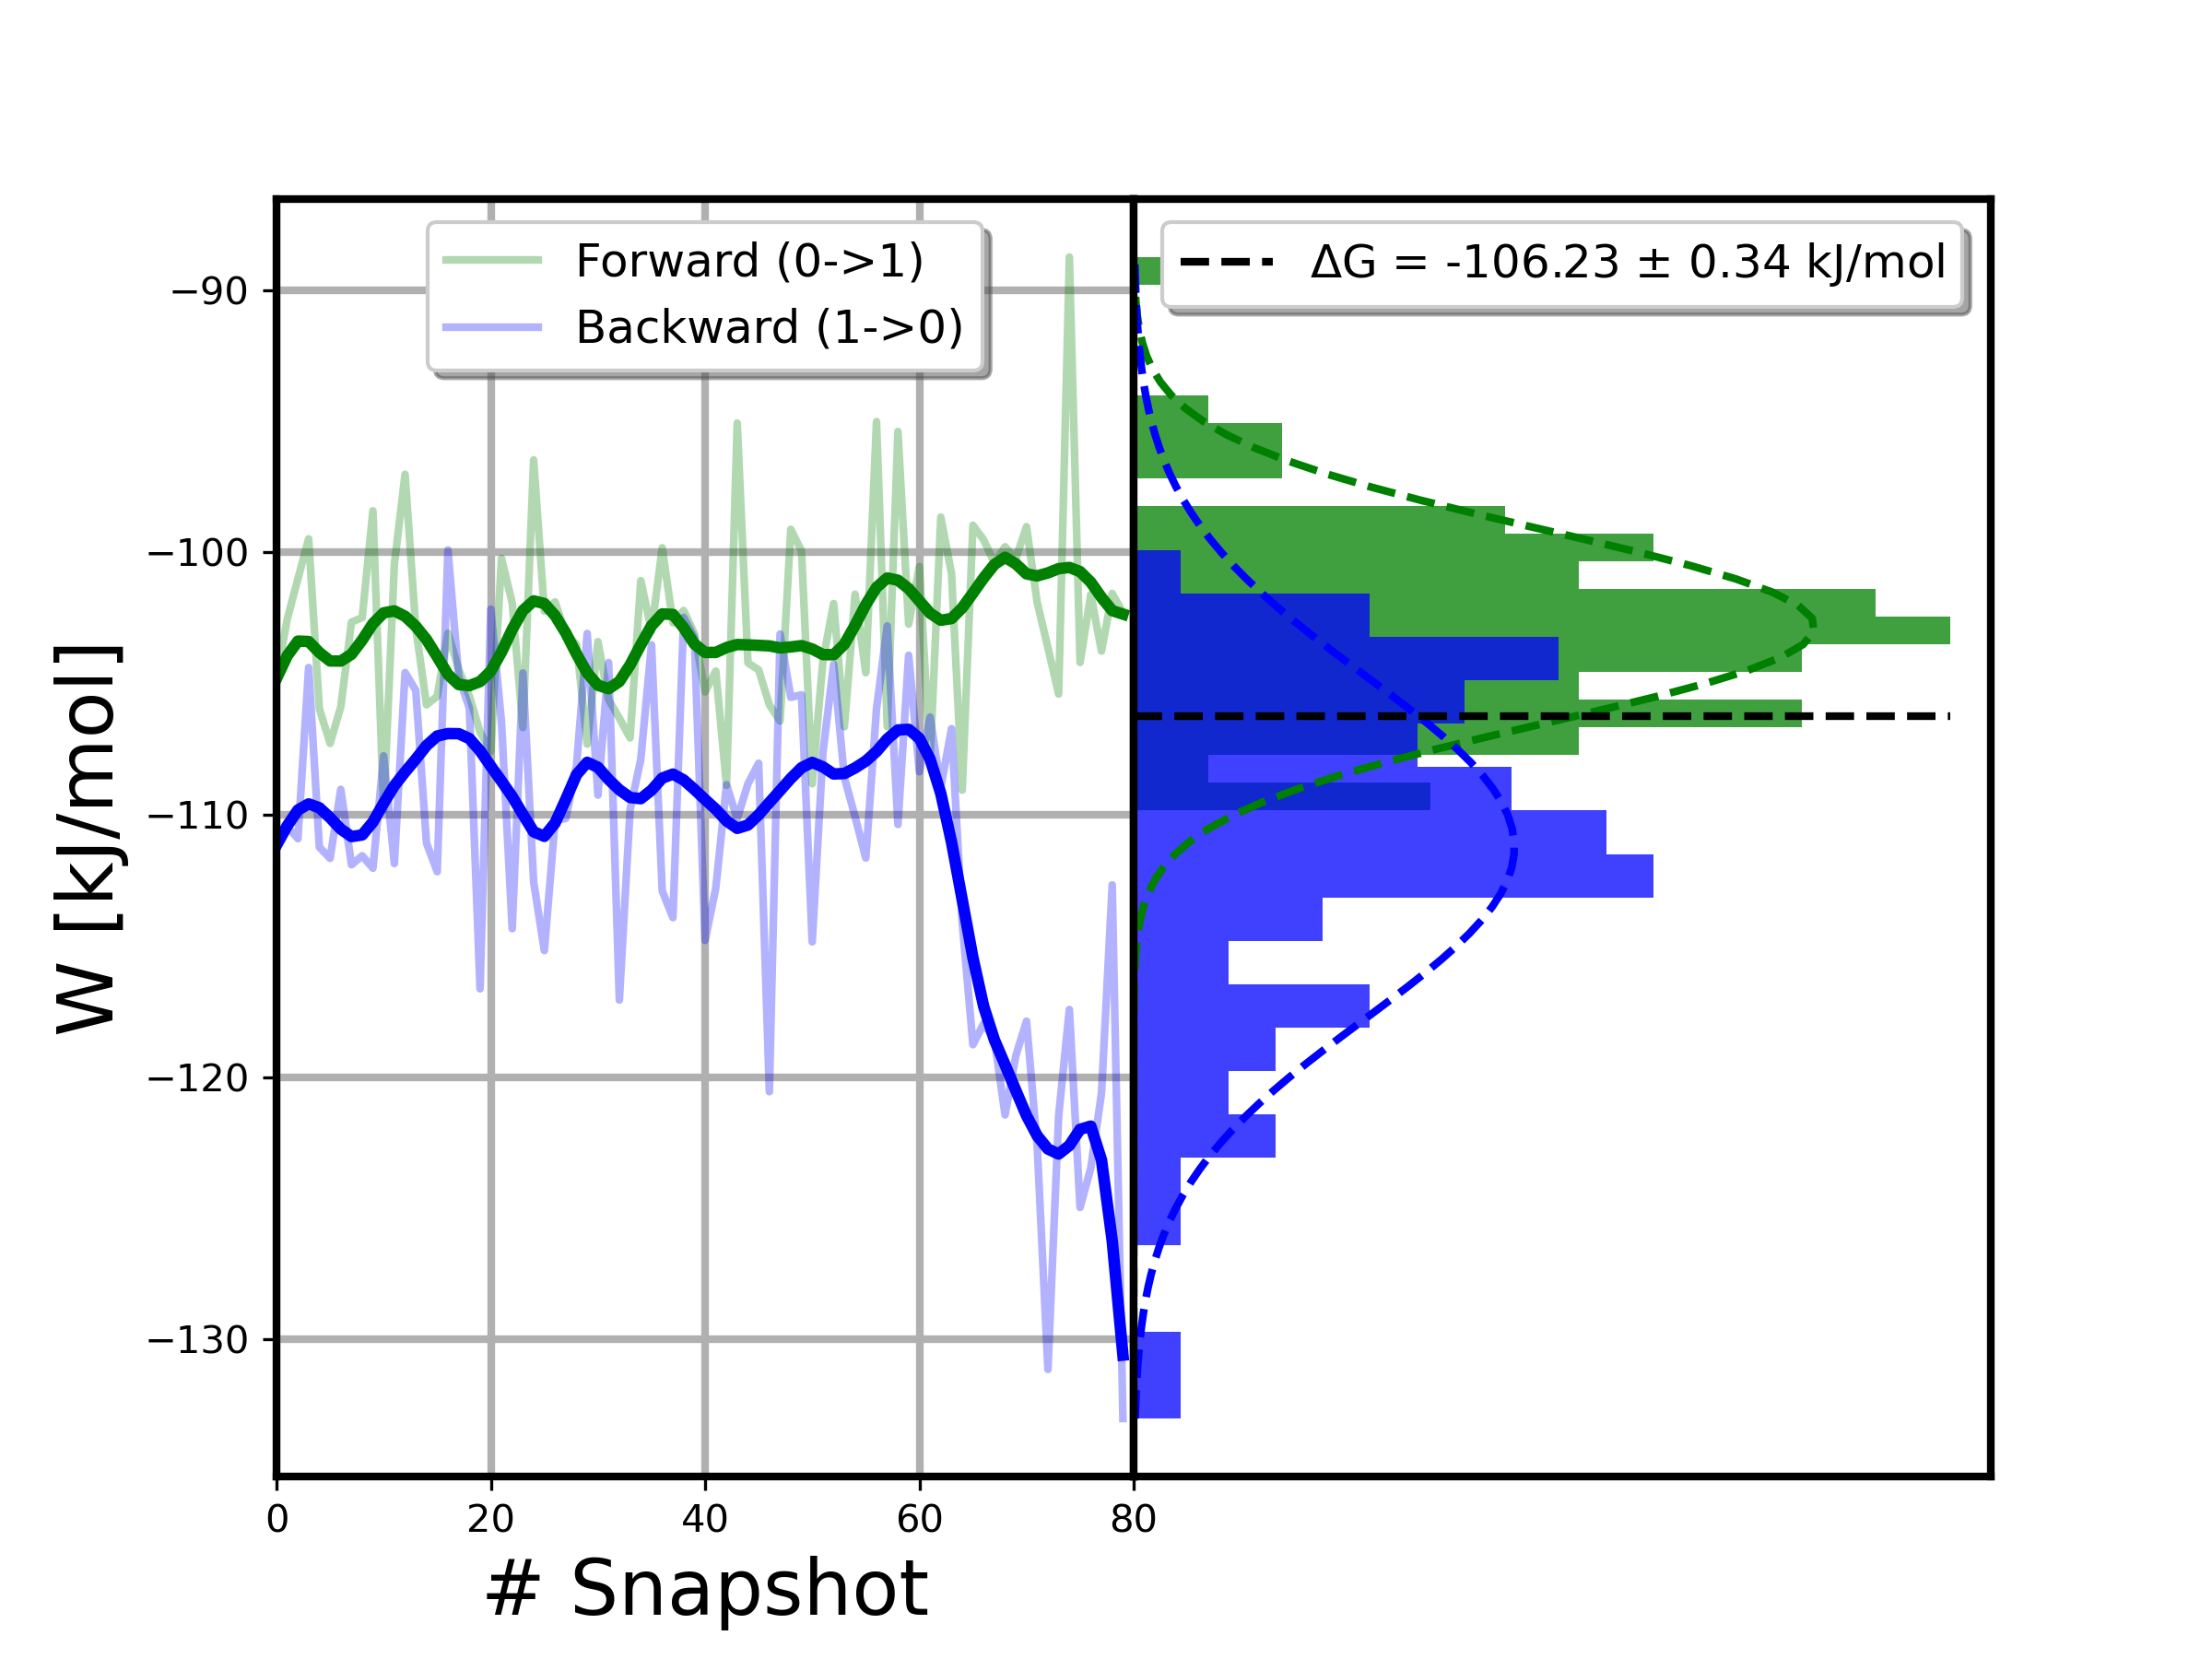 Forward (0->1)
Backward (1->0)
ΔG = -106.23 ± 0.34 kJ/mol
W [kJ/mol]
−90
−100
−110
−120
−130
0 20 40 60 80
# Snapshot